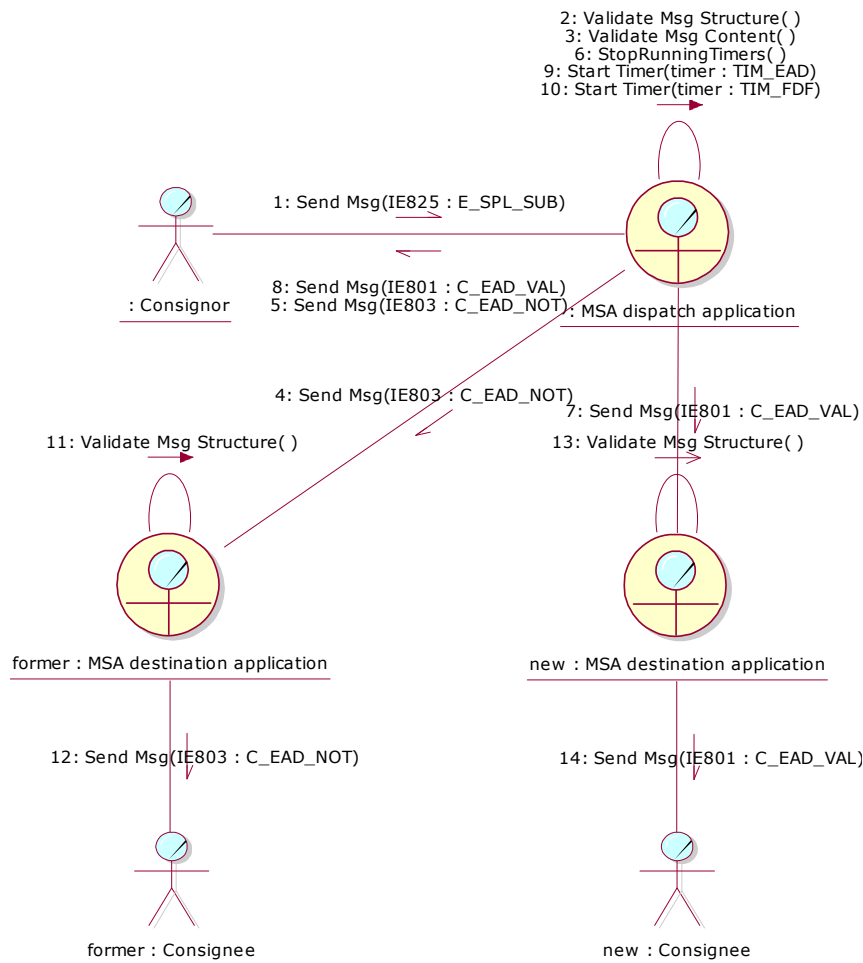 2: Validate Msg Structure( )
3: Validate Msg Content( )
6: StopRunningTimers( )
9: Start Timer(timer : TIM_EAD)
10: Start Timer(timer : TIM_FDF)
1: Send Msg(IE825 : E_SPL_SUB)
8: Send Msg(IE801 : C_EAD_VAL)
5: Send Msg(IE803 : C_EAD_NOT)
: Consignor
: MSA dispatch application
4: Send Msg(IE803 : C_EAD_NOT)
7: Send Msg(IE801 : C_EAD_VAL)
11: Validate Msg Structure( )
13: Validate Msg Structure( )
former : MSA destination application
new : MSA destination application
12: Send Msg(IE803 : C_EAD_NOT)
14: Send Msg(IE801 : C_EAD_VAL)
former : Consignee
new : Consignee